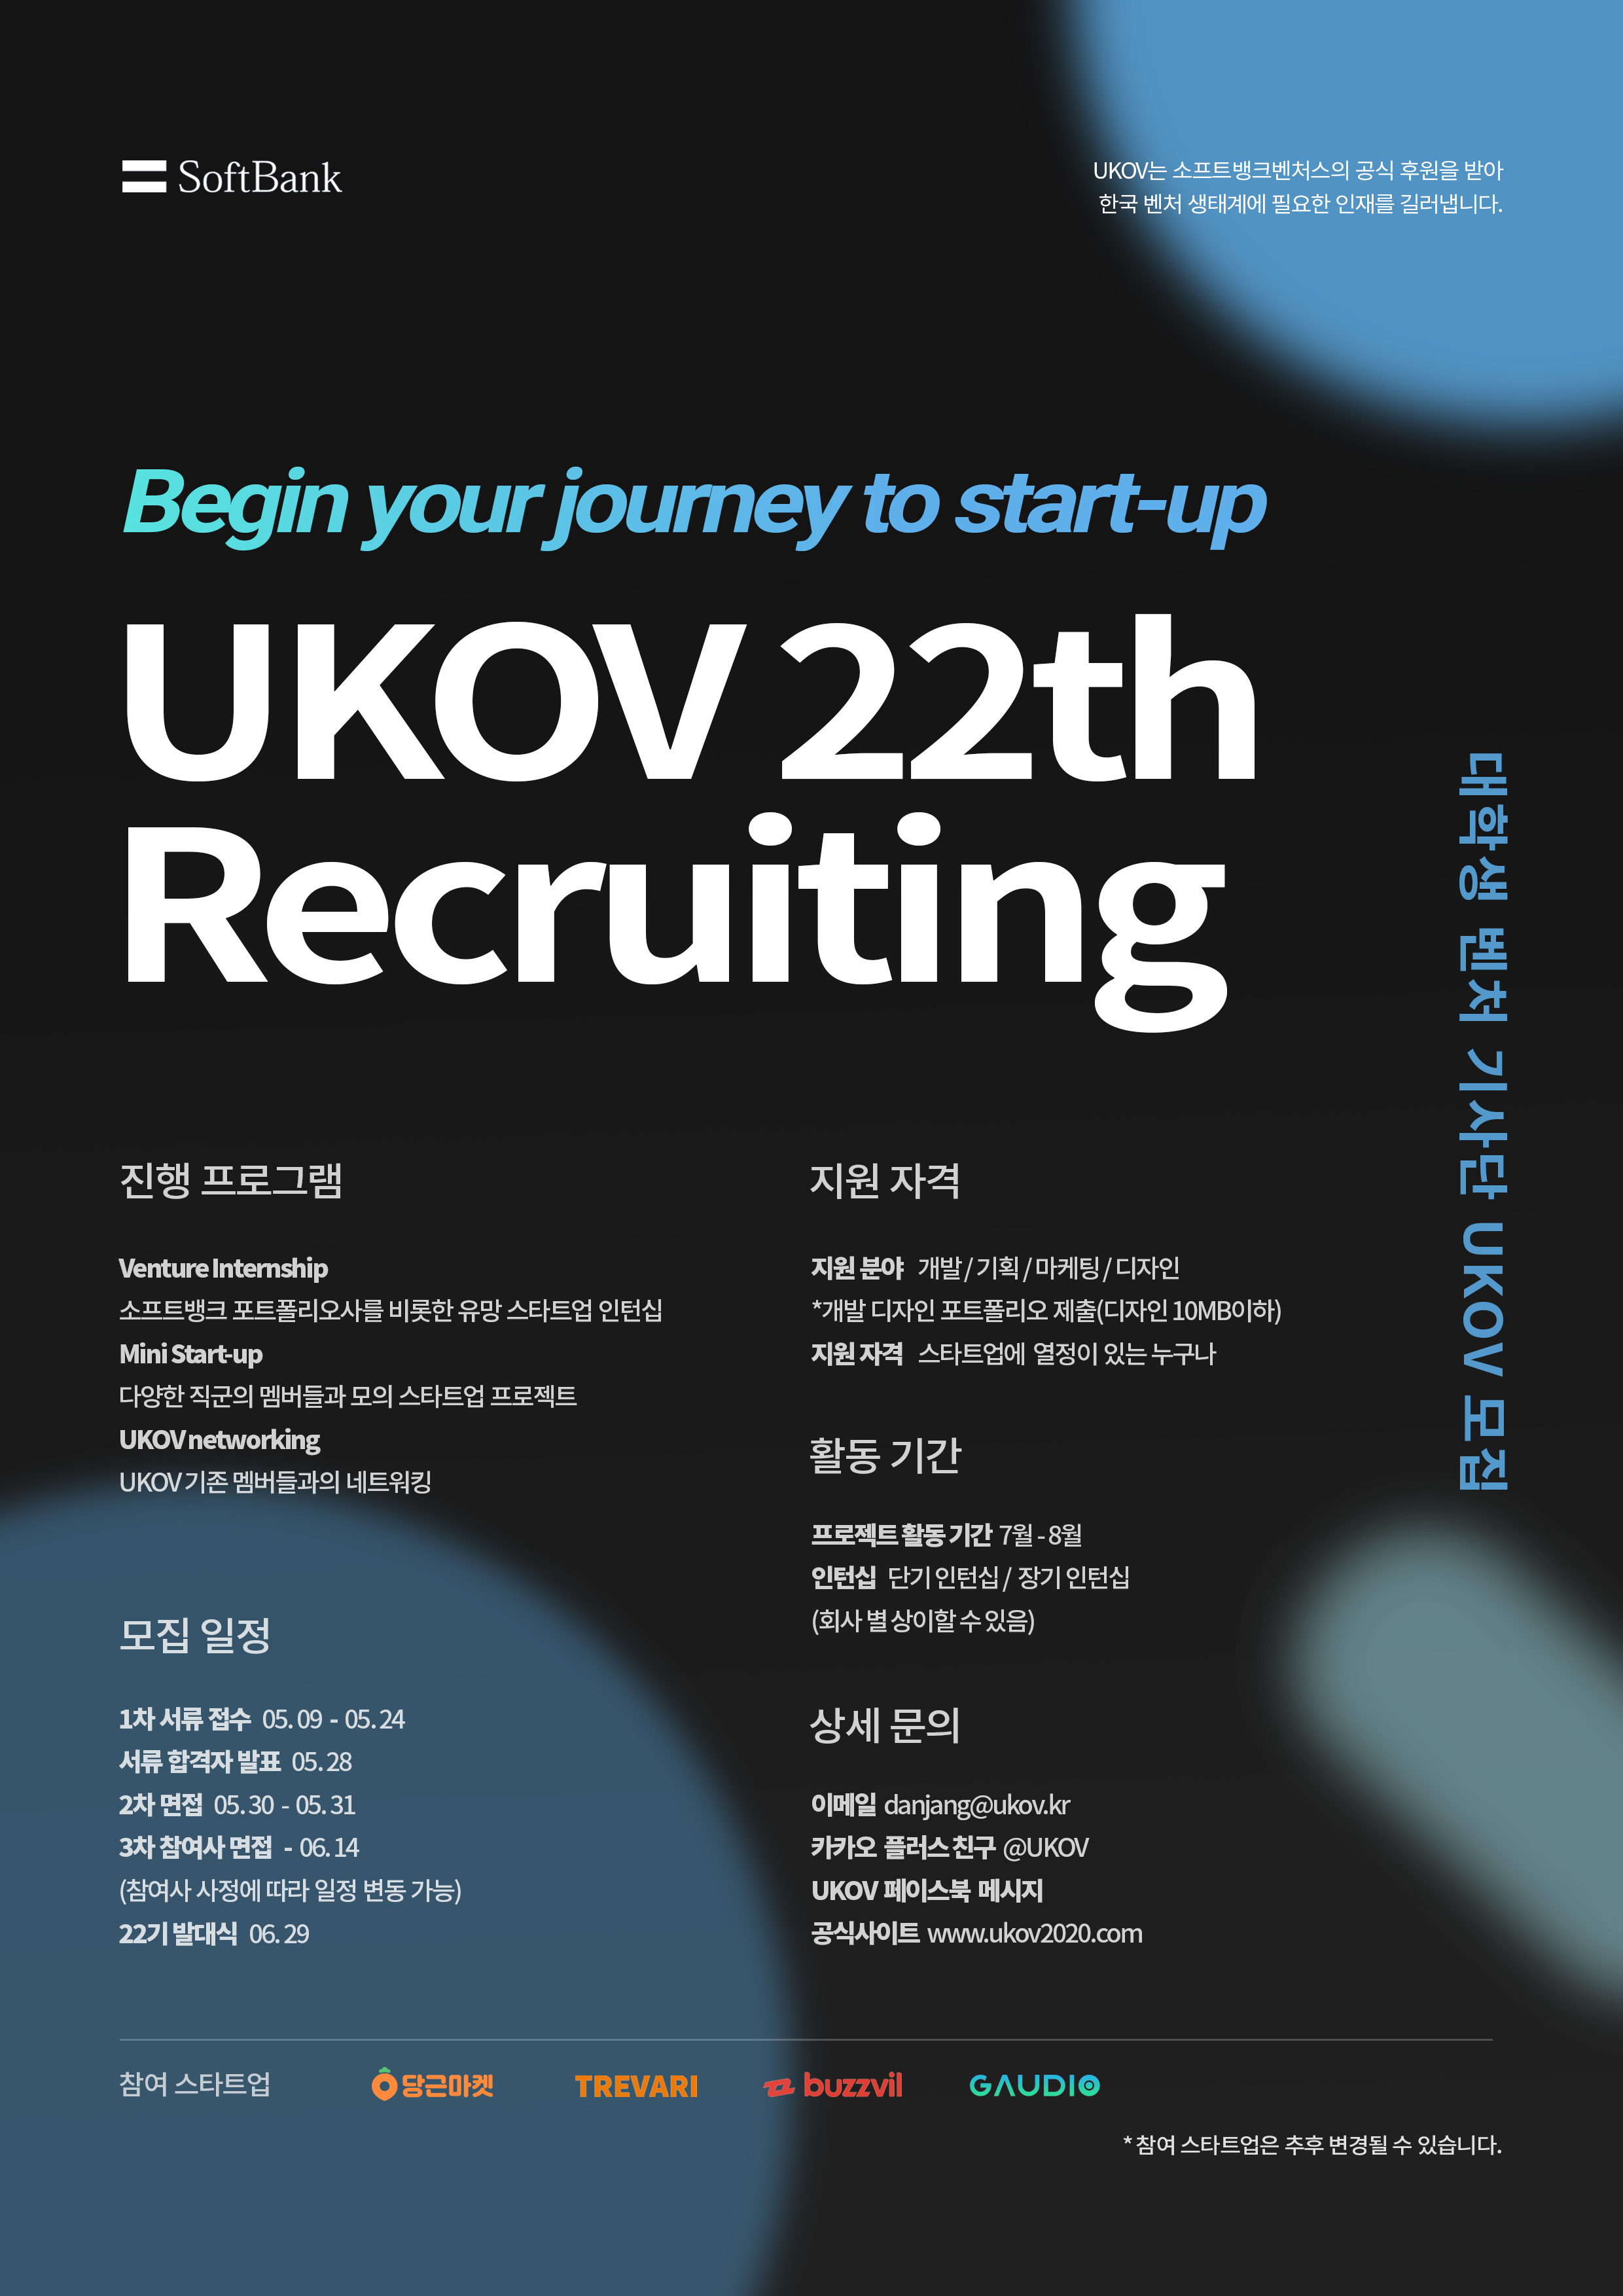 SoftBank
UKOV는 소프트뱅크벤처스의 공식 후원을 받아
한국 벤처 생태계에 필요한 인재를 길러냅니다.
Begin your journey to start-up
UKOV 22th
Recruiting
대학생 벤처 기사단 UKOV 모집
진행 프로그램
Venture Internship
소프트뱅크 포트폴리오사를 비롯한 유망 스타트업 인턴십
Mini Start-up
다양한 직군의 멤버들과 모의 스타트업 프로젝트
UKOV networking
UKOV 기존 멤버들과의 네트워킹
모집 일정
1차 서류 접수 05. 09 - 05. 24
서류 합격자 발표 05. 28
2차 면접 05. 30 - 05. 31
3차 참여사 면접 - 06. 14
(참여사 사정에 따라 일정 변동 가능)
22기 발대식 06. 29
지원 자격
지원 분야 개발 / 기획 / 마케팅 / 디자인
*개발 디자인 포트폴리오 제출(디자인 10MB이하)
지원 자격 스타트업에 열정이 있는 누구나
활동 기간
프로젝트 활동 기간 7월 - 8월
인턴십 단기 인턴십 / 장기 인턴십
(회사 별 상이할 수 있음)
상세 문의
이메일 danjang@ukov.kr
카카오 플러스 친구 @UKOV
UKOV 페이스북 메시지
공식사이트 www.ukov2020.com
참여 스타트업 당근마켓 TREVARI buzzvil GAUDIO
* 참여 스타트업은 추후 변경될 수 있습니다.